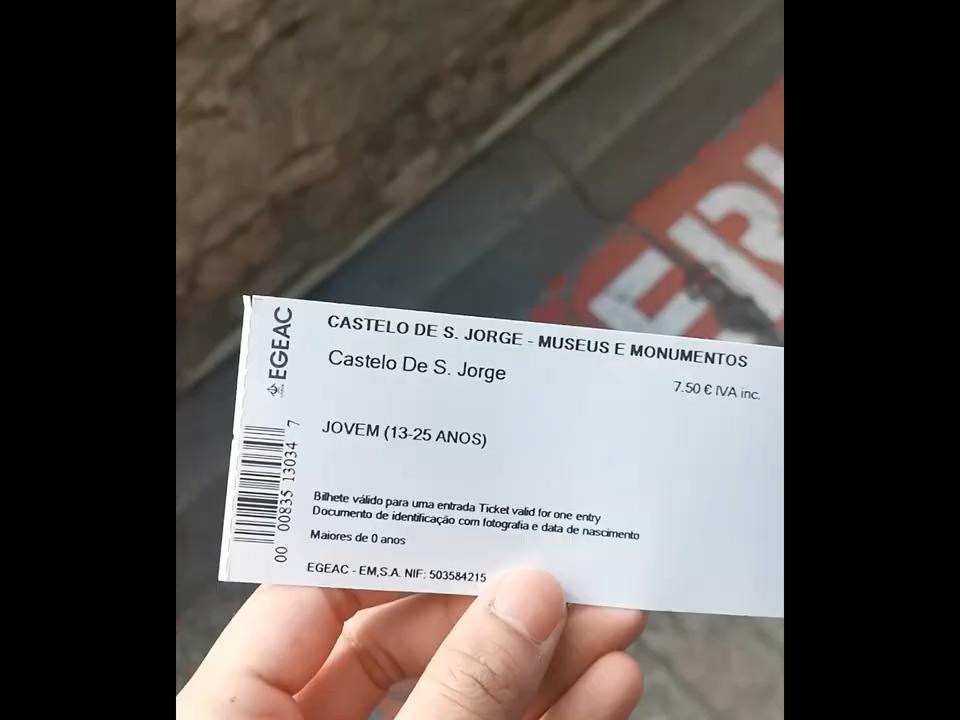 EGEAC
00 00835 13034 7
CASTELO DE S. JORGE - MUSEUS E MONUMENTOS
Castelo De S. Jorge
7.50 € IVA inc.
JOVEM (13-25 ANOS)
Bilhete válido para uma entrada Ticket valid for one entry
Documento de identificação com fotografia e data de nascimento
Maiores de 0 anos
EGEAC - EM,S.A. NIF: 503584215